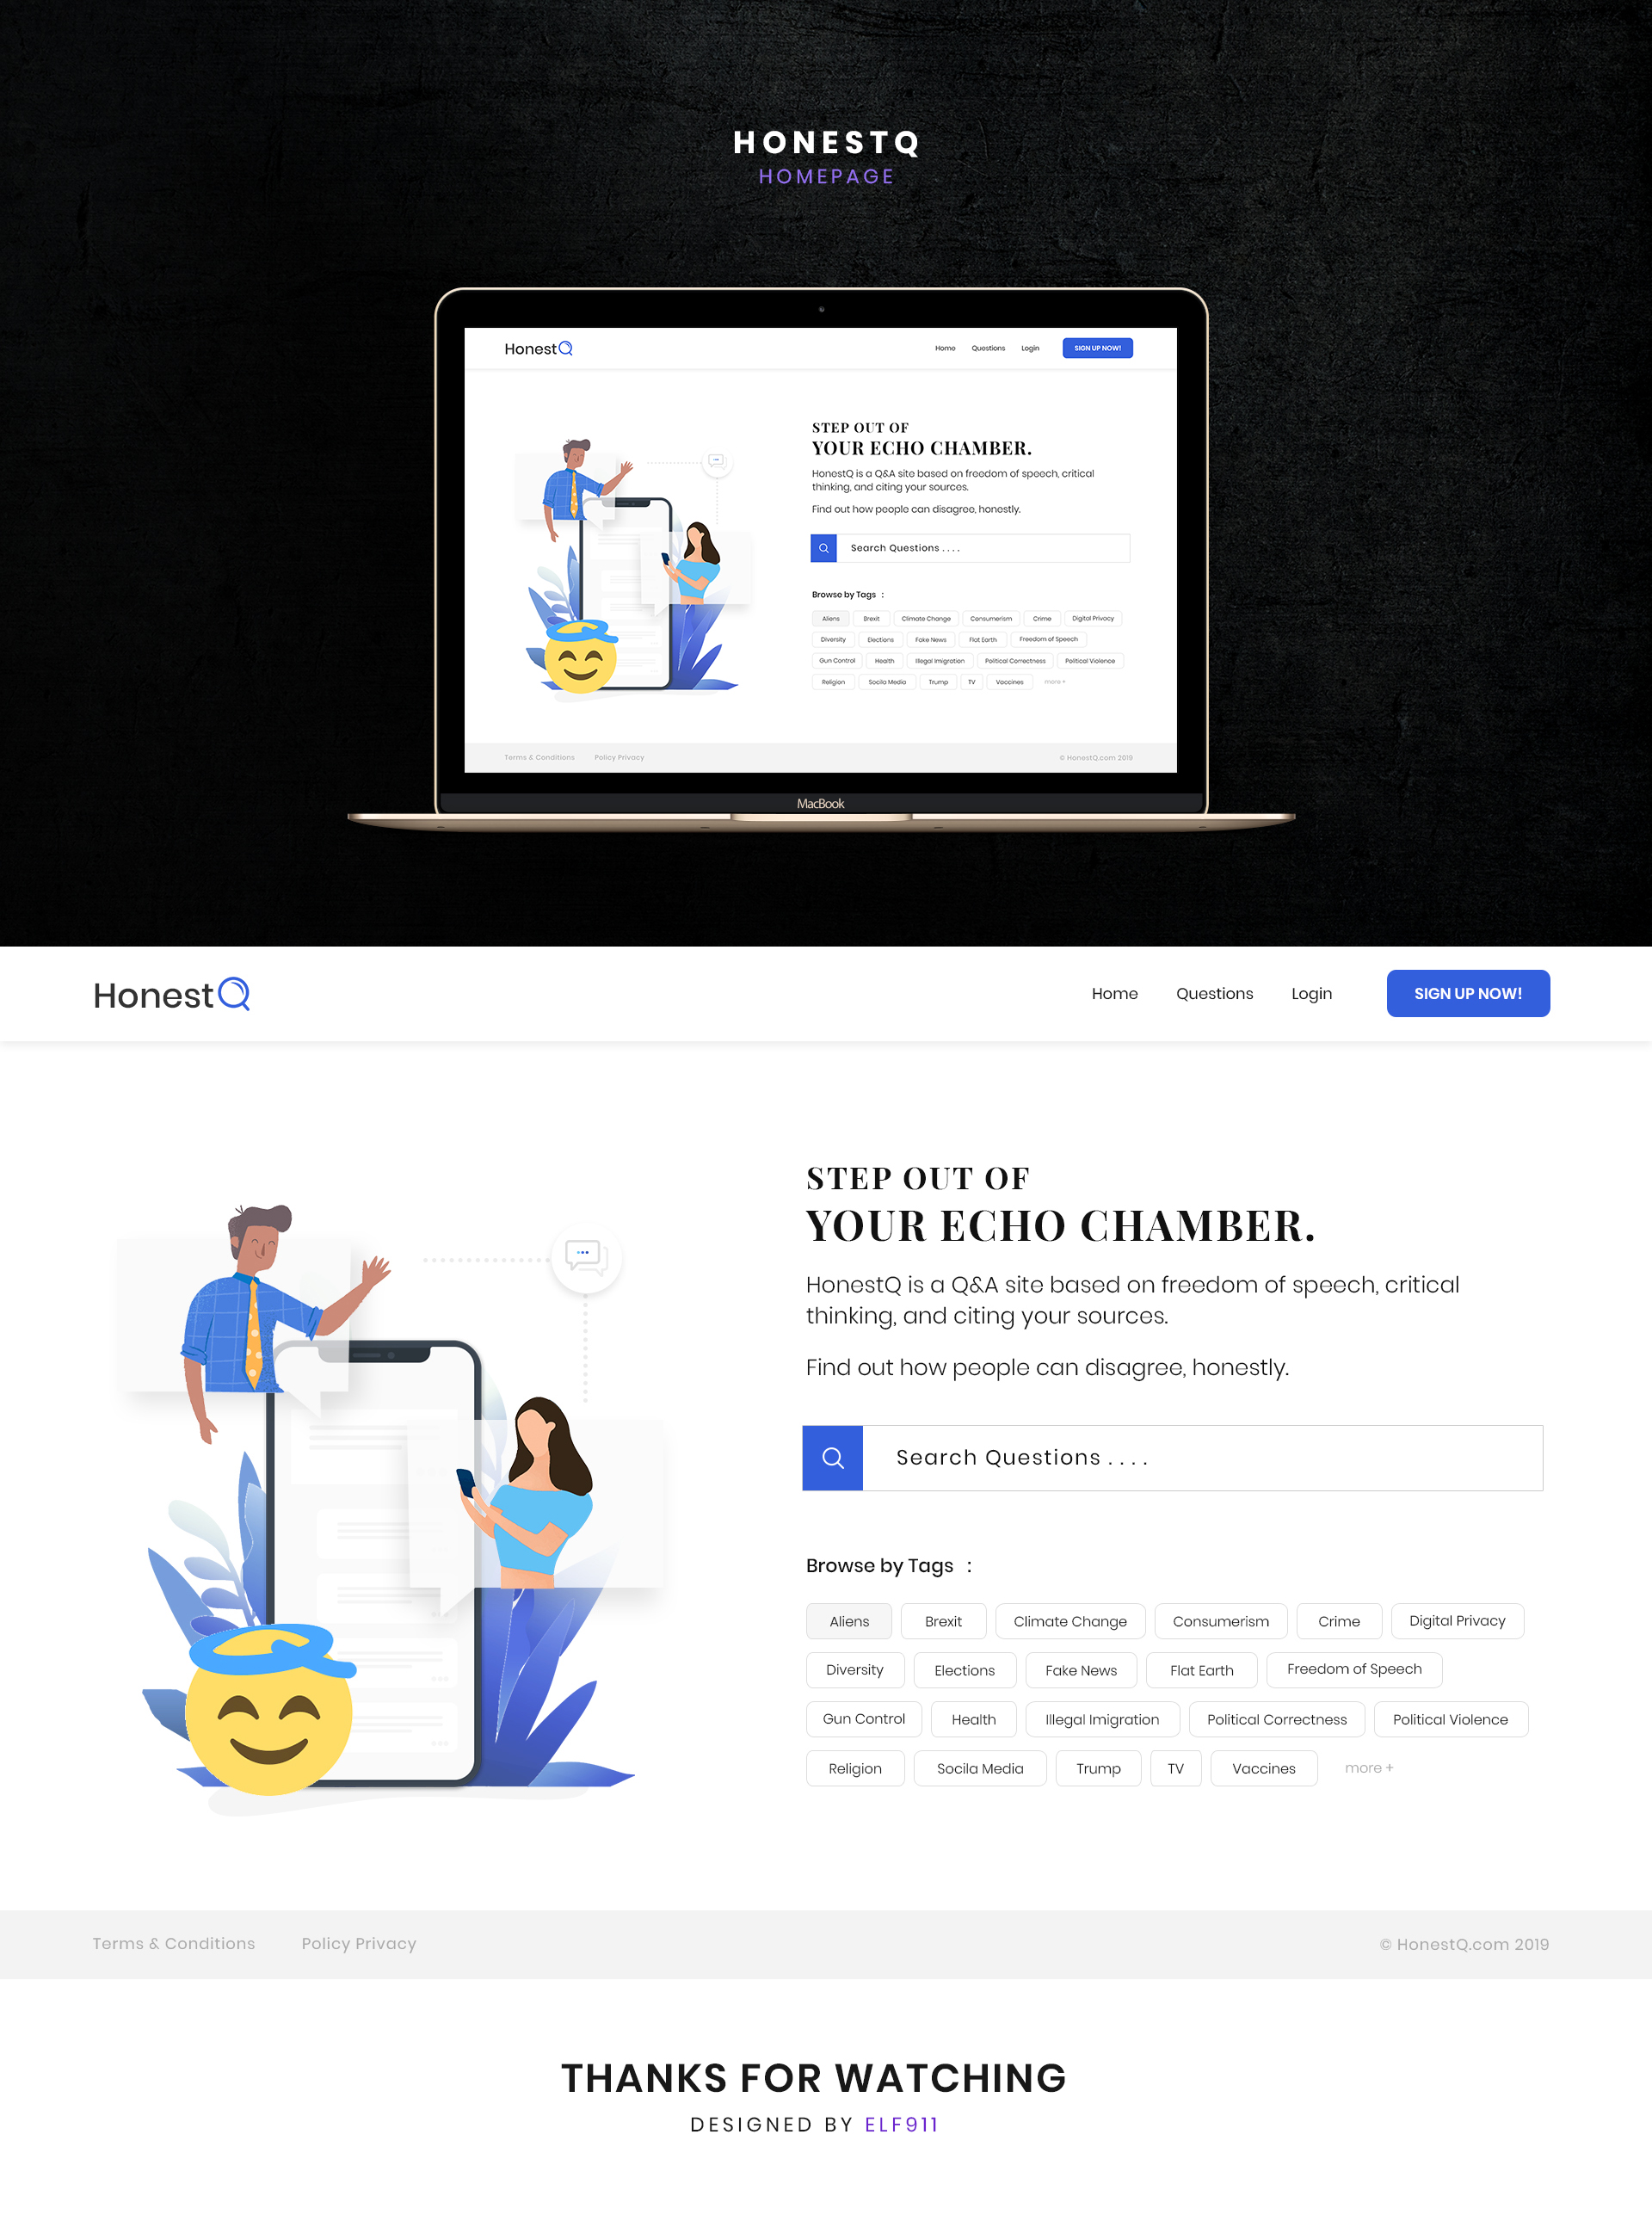 HONESTQ
HOMEPAGE
HonestQ
Home Questions Login SIGN UP NOW!
STEP OUT OF
YOUR ECHO CHAMBER.
HonestQ is a Q&A site based on freedom of speech, critical
thinking, and citing your sources.
Find out how people can disagree, honestly.
Search Questions . . . .
Browse by Tags :
Aliens Brexit Climate Change Consumerism Crime Digital Privacy
Diversity Elections Fake News Flat Earth Freedom of Speech
Gun Control Health Illegal Imigration Political Correctness Political Violence
Religion Socila Media Trump TV Vaccines more +
Terms & Conditions Policy Privacy © HonestQ.com 2019
MacBook
HonestQ
Home Questions Login SIGN UP NOW!
STEP OUT OF
YOUR ECHO CHAMBER.
HonestQ is a Q&A site based on freedom of speech, critical
thinking, and citing your sources.
Find out how people can disagree, honestly.
Search Questions . . . .
Browse by Tags :
Aliens Brexit Climate Change Consumerism Crime Digital Privacy
Diversity Elections Fake News Flat Earth Freedom of Speech
Gun Control Health Illegal Imigration Political Correctness Political Violence
Religion Socila Media Trump TV Vaccines more +
Terms & Conditions Policy Privacy © HonestQ.com 2019
THANKS FOR WATCHING
DESIGNED BY ELF911